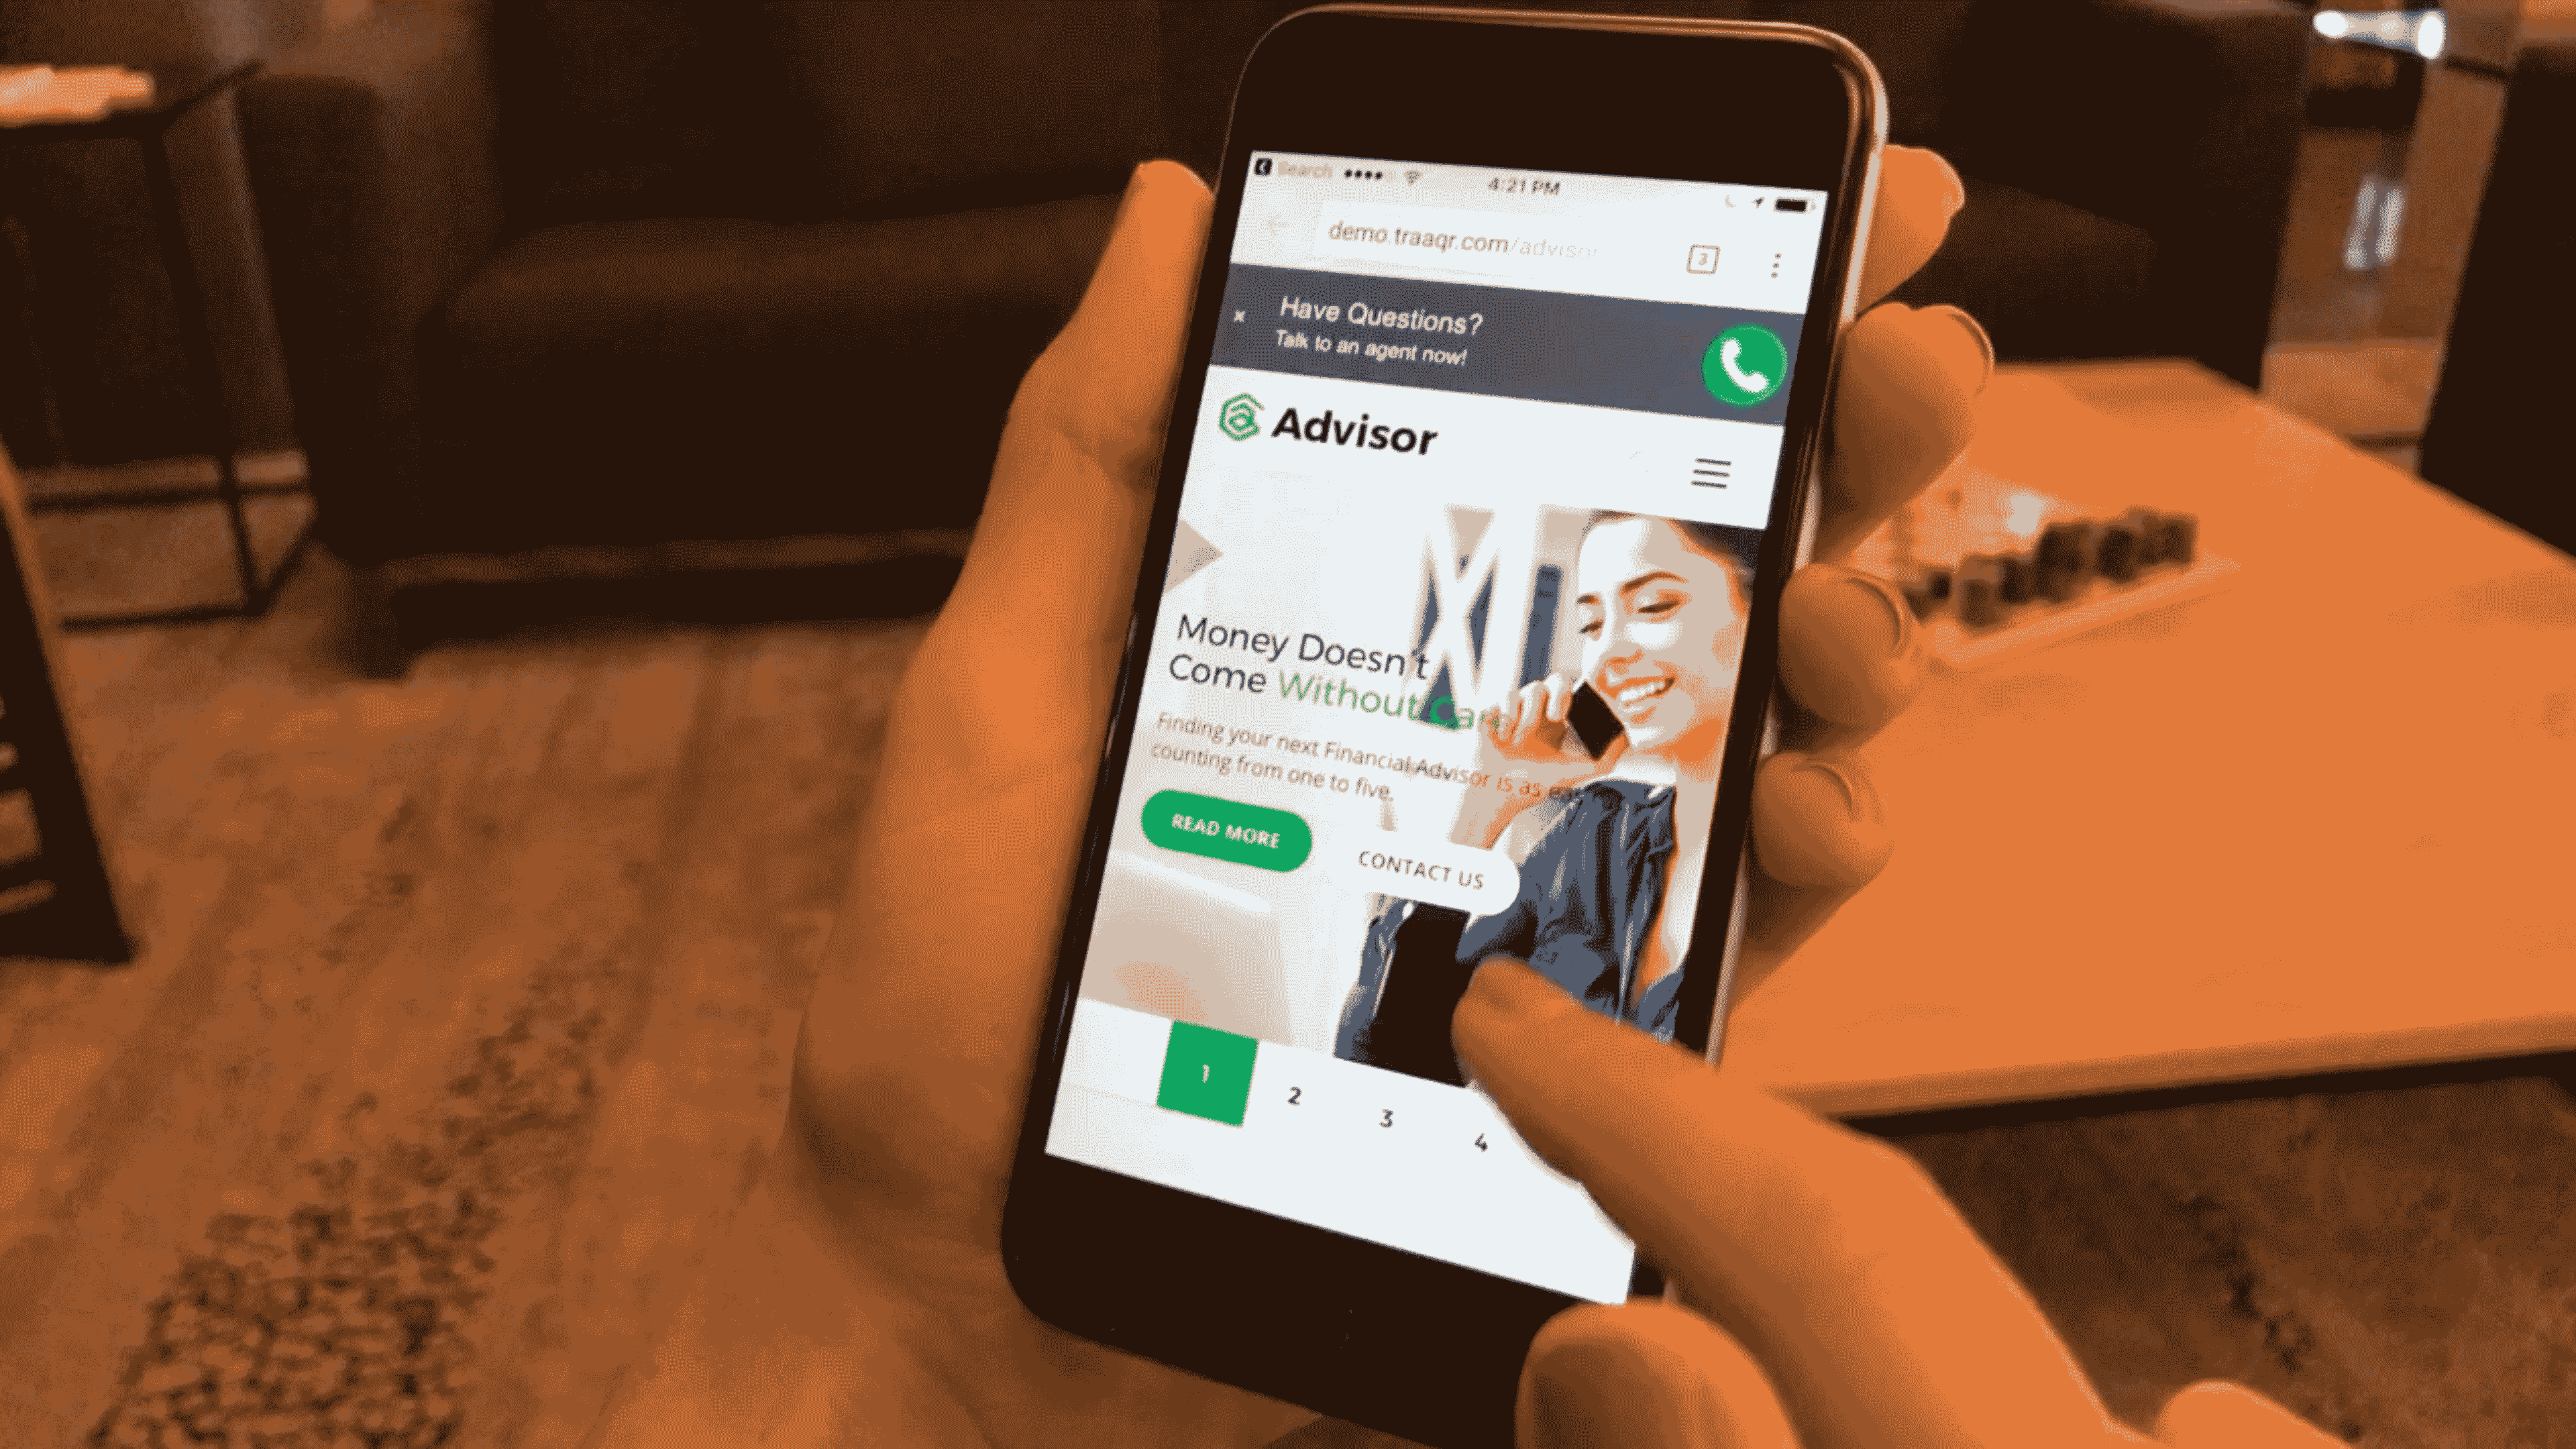 Search
4:21 PM
demo.traaqr.com/advisor
3
x Have Questions?
Talk to an agent now!
Advisor
Money Doesn't
Come Without Care
Finding your next Financial Advisor is as
counting from one to five.
READ MORE
CONTACT US
1 2 3 4